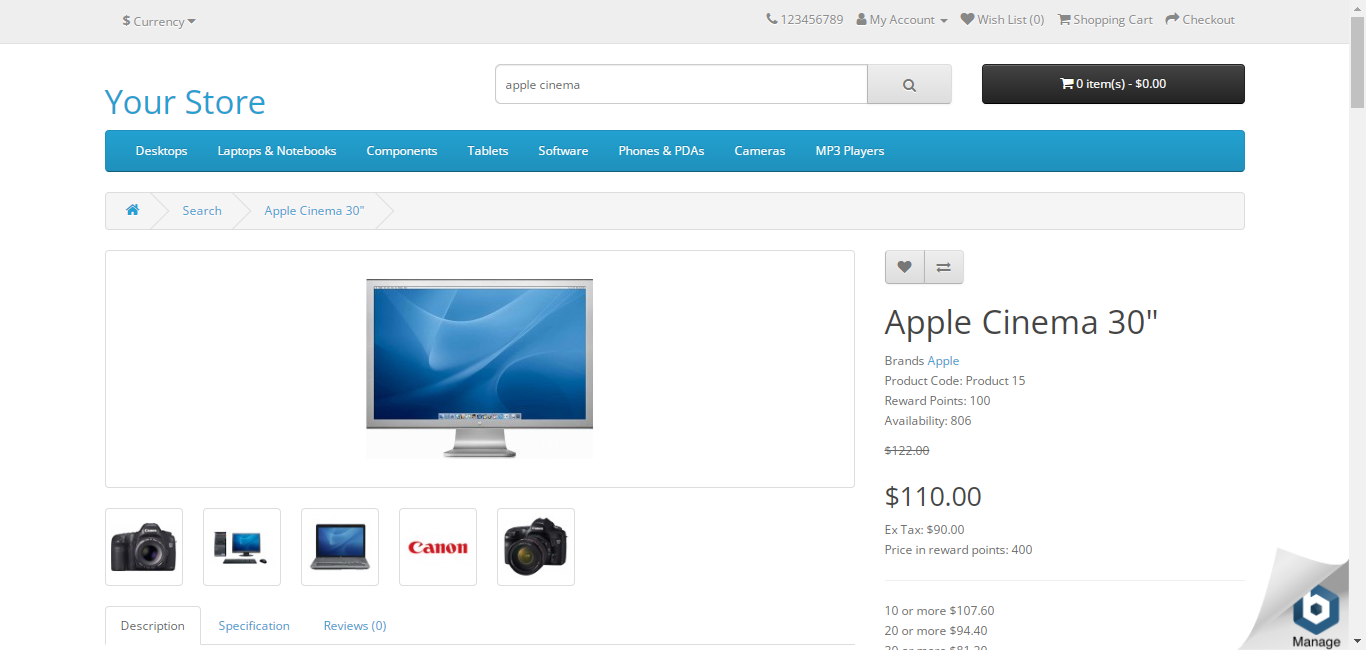 $ Currency
123456789 My Account Wish List (0) Shopping Cart Checkout
Your Store
apple cinema
0 item(s) - $0.00
Desktops Laptops & Notebooks Components Tablets Software Phones & PDAs Cameras MP3 Players
Search Apple Cinema 30"
Apple Cinema 30"
Brands Apple
Product Code: Product 15
Reward Points: 100
Availability: 806
$122.00
$110.00
Ex Tax: $90.00
Price in reward points: 400
10 or more $107.60
20 or more $94.40
Canon
Description Specification Reviews (0)
Manage